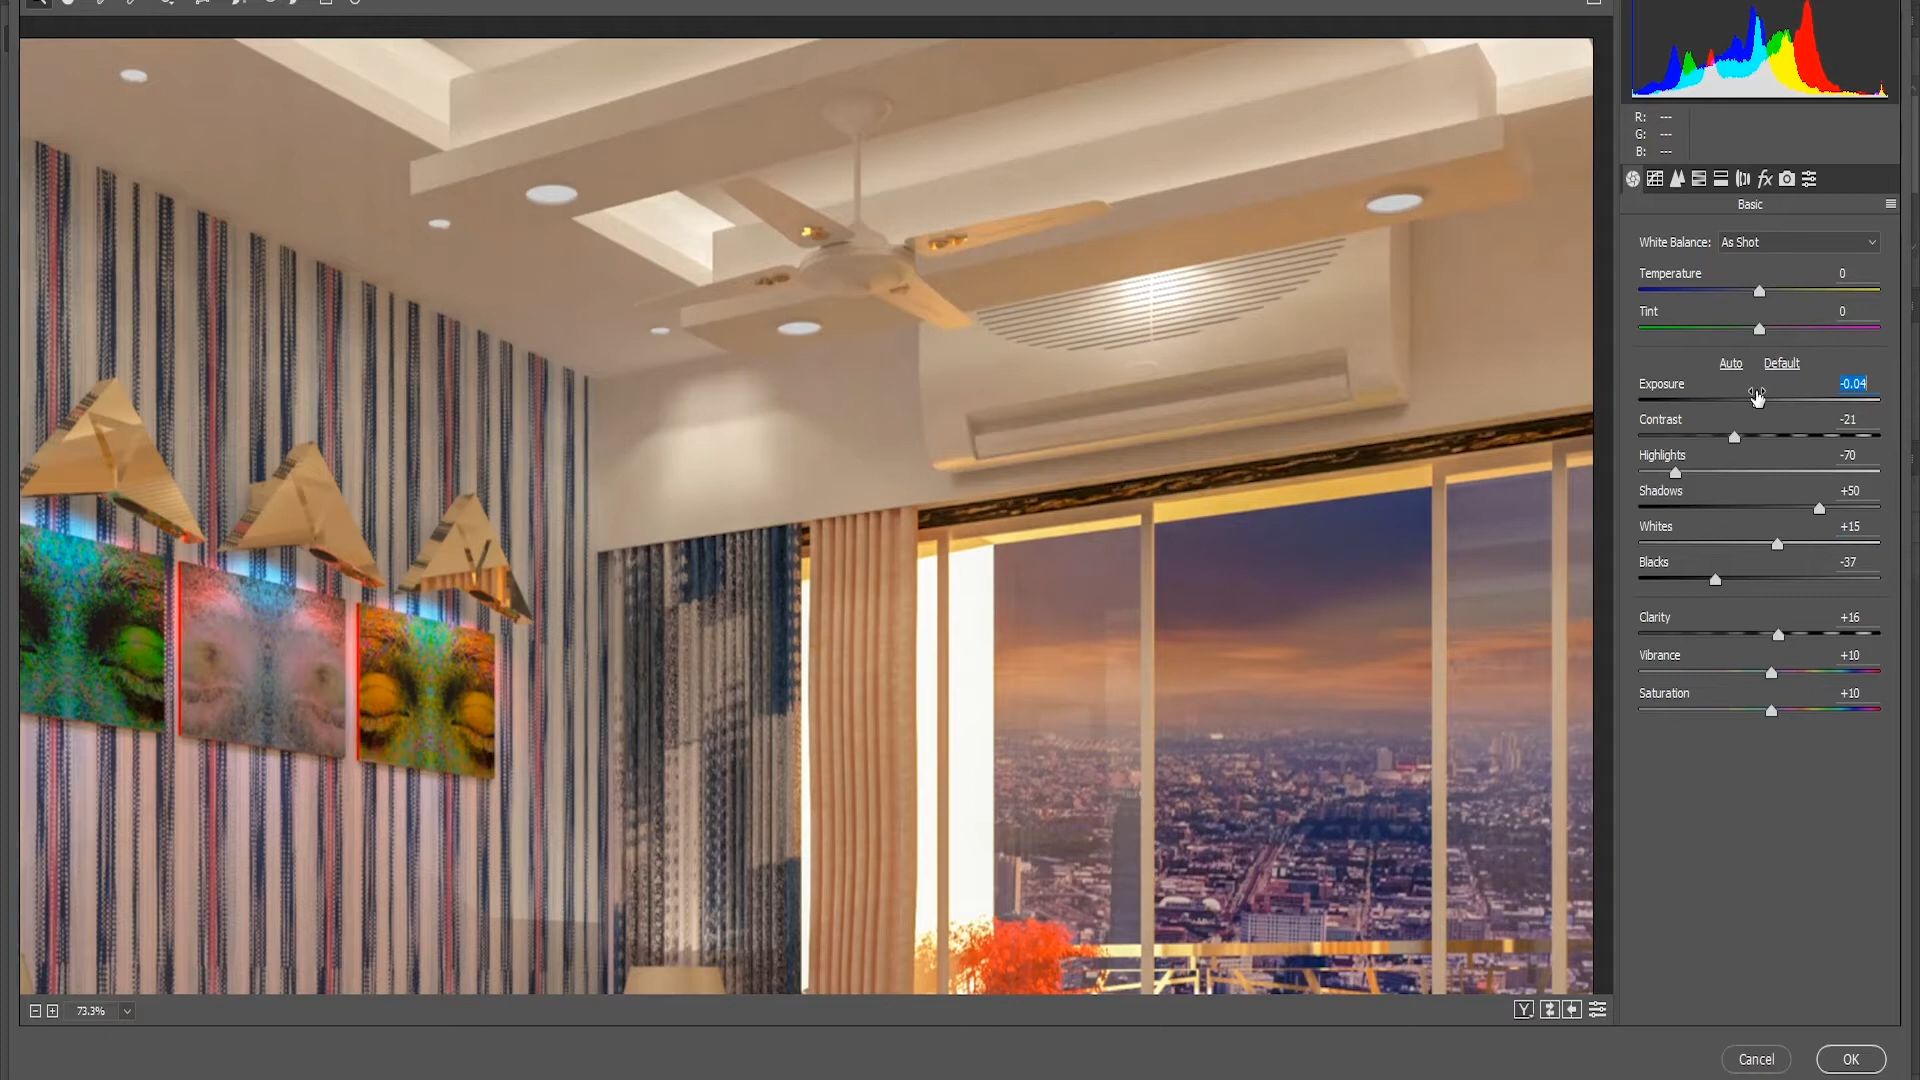 R: ---
G: ---
B: ---
fx
Basic
White Balance: As Shot
Temperature 0
Tint 0
Auto Default
Exposure -0.04
Contrast -21
Highlights -70
Shadows +50
Whites +15
Blacks -37
Clarity +16
Vibrance +10
Saturation +10
73.3%
Y
Cancel OK